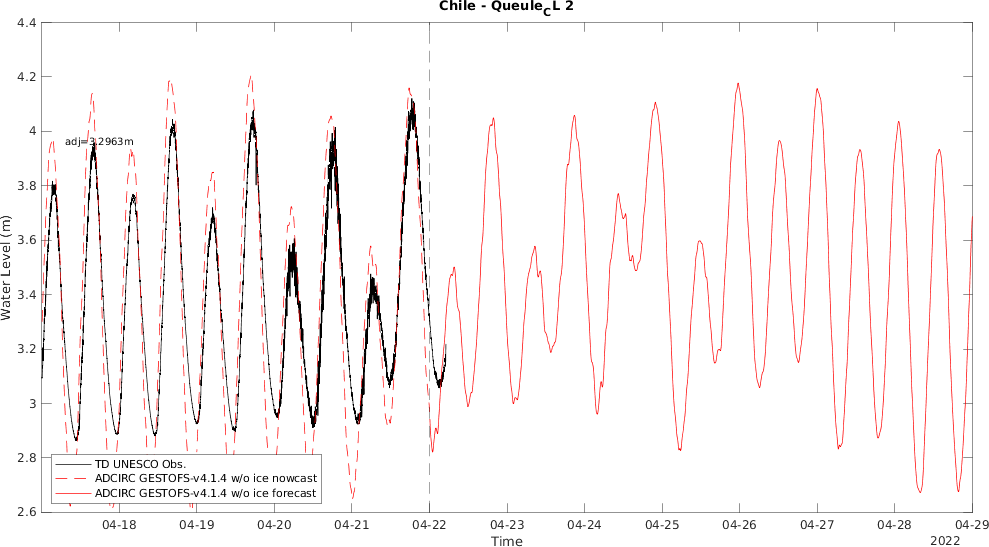 Chile - Queule_CL 2
4.4
4.2
4
3.8
3.6
3.4
3.2
3
2.8
2.6
Water Level (m)
adj=3.2963m
TD UNESCO Obs.
ADCIRC GESTOFS-v4.1.4 w/o ice nowcast
ADCIRC GESTOFS-v4.1.4 w/o ice forecast
04-18 04-19 04-20 04-21 04-22 04-23 04-24 04-25 04-26 04-27 04-28 04-29
Time
2022